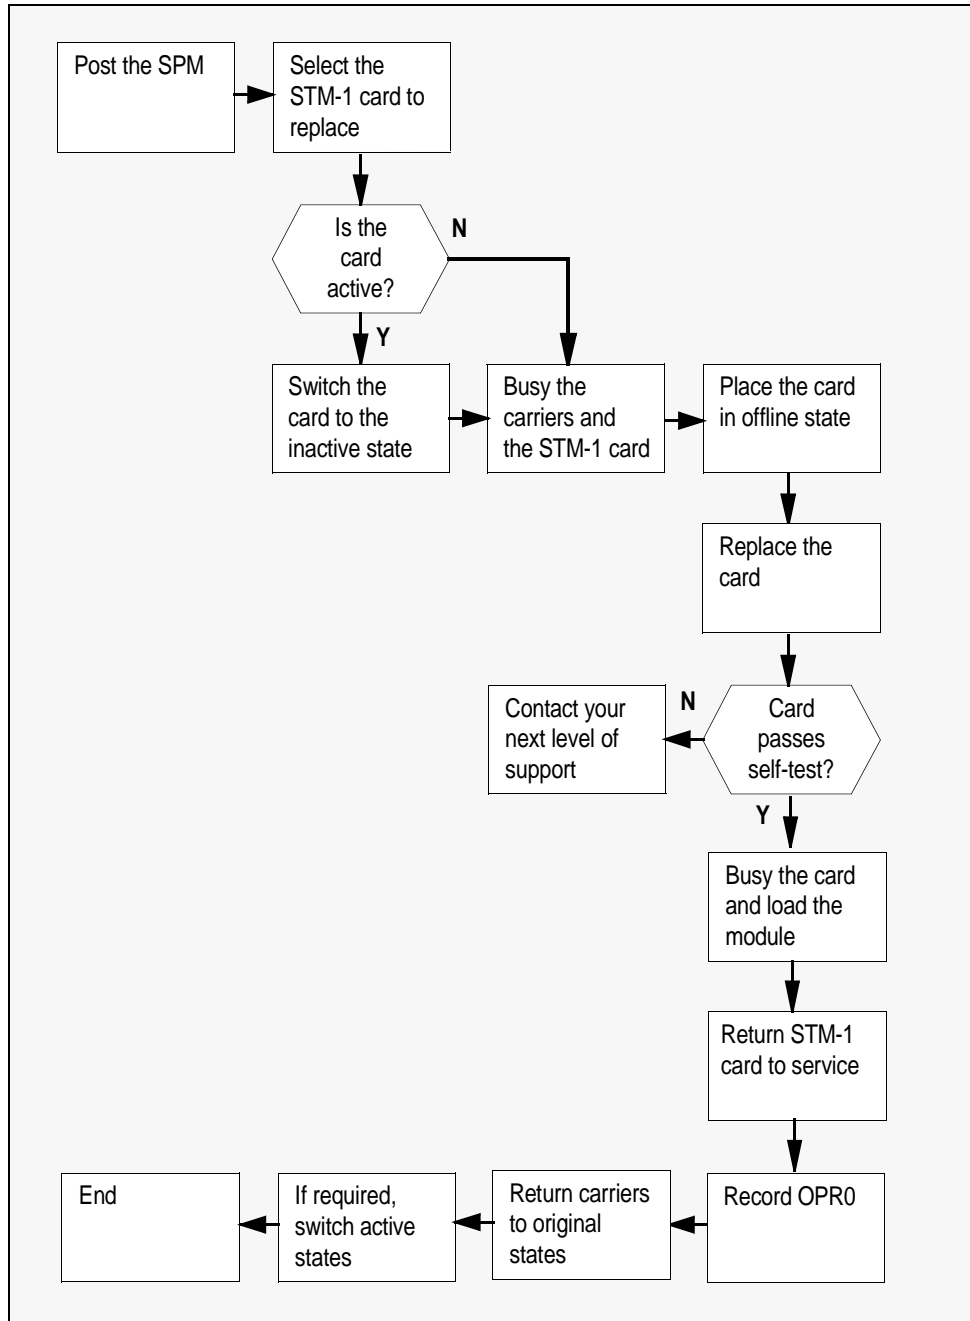 Post the SPM
Select the
STM-1 card to
replace
Is the
card
active?
N
Y
Switch the
card to the
inactive state
Busy the
carriers and
the STM-1 card
Place the card
in offline state
Replace the
card
Card
passes
self-test?
N
Contact your
next level of
support
Y
Busy the card
and load the
module
Return STM-1
card to service
Record OPR0
Return carriers
to original
states
If required,
switch active
states
End